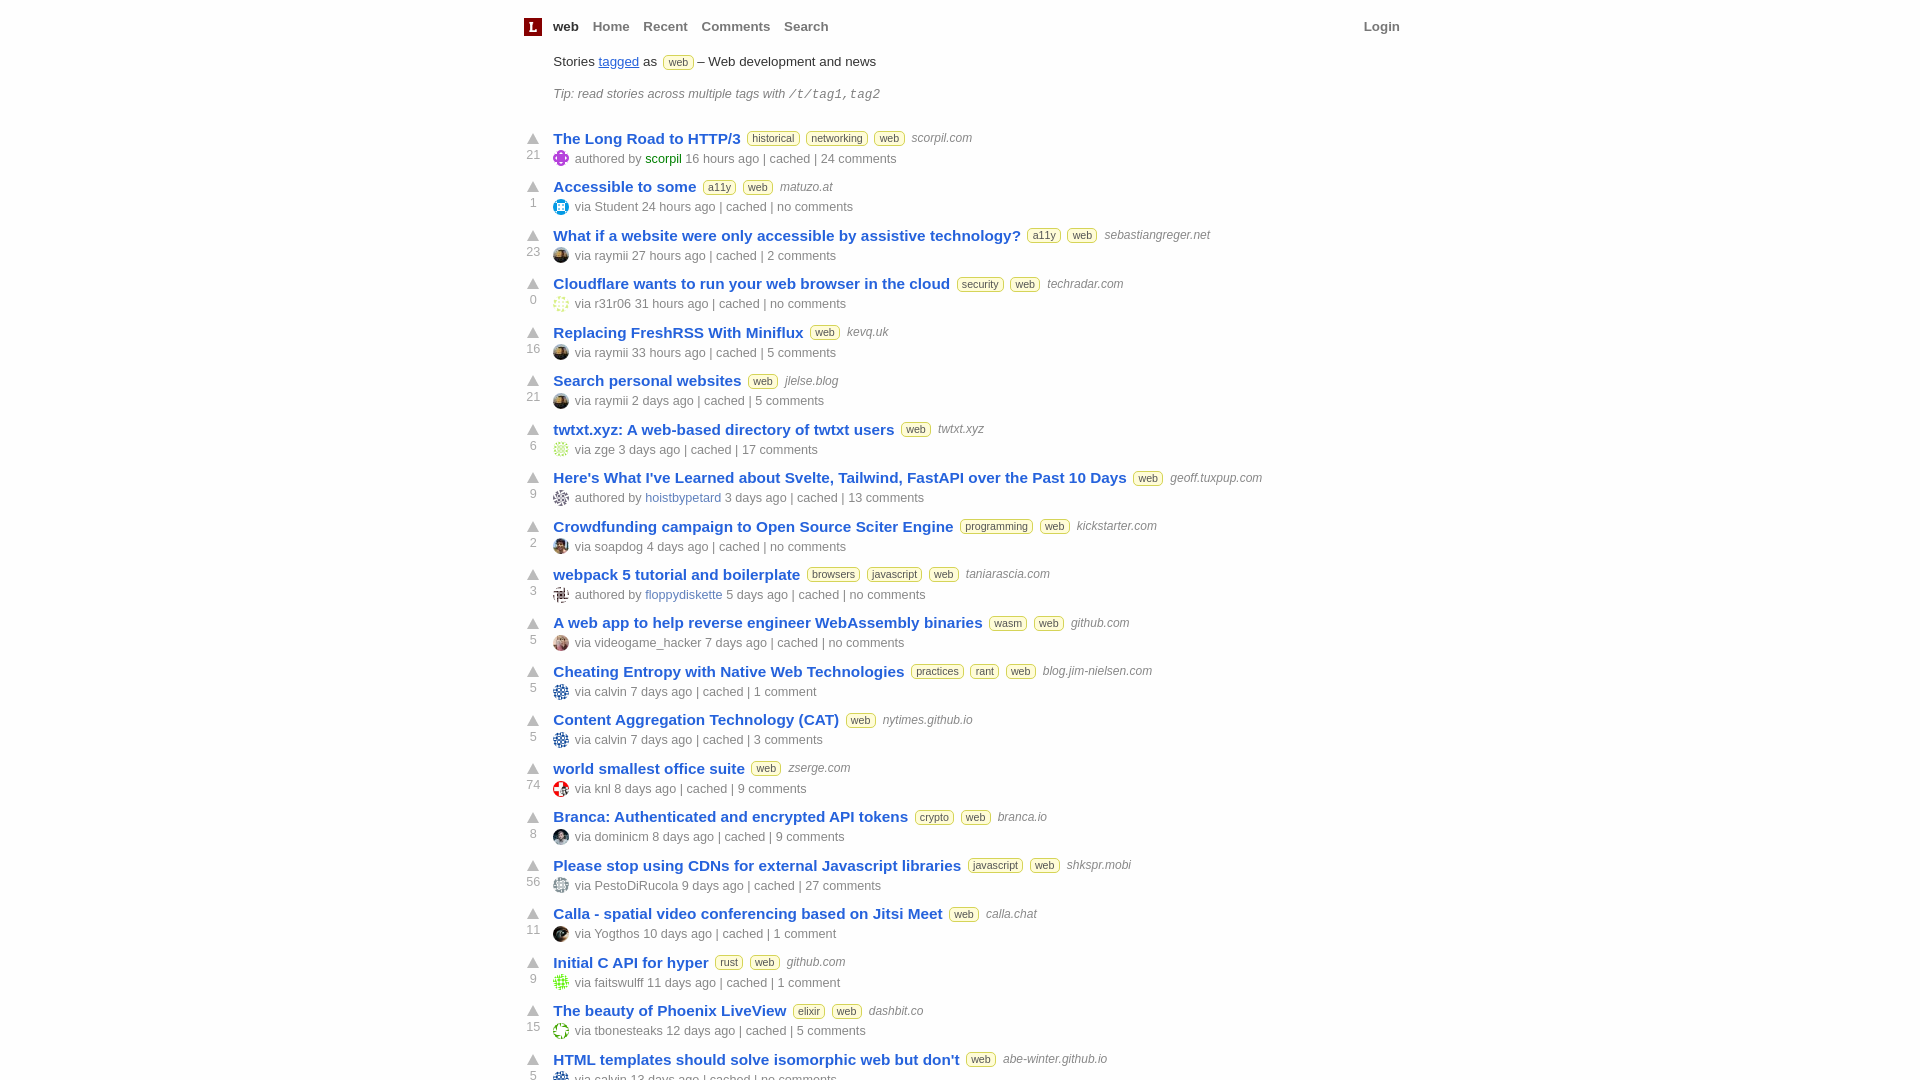 L web Home Recent Comments Search Login
Stories tagged as web – Web development and news
Tip: read stories across multiple tags with /t/tag1,tag2
The Long Road to HTTP/3 historical networking web scorpil.com
21 authored by scorpil 16 hours ago | cached | 24 comments
Accessible to some a11y web matuzo.at
1 via Student 24 hours ago | cached | no comments
What if a website were only accessible by assistive technology? a11y web sebastiangreger.net
23 via raymii 27 hours ago | cached | 2 comments
Cloudflare wants to run your web browser in the cloud security web techradar.com
0 via r31r06 31 hours ago | cached | no comments
Replacing FreshRSS With Miniflux web kevq.uk
16 via raymii 33 hours ago | cached | 5 comments
Search personal websites web jlelse.blog
21 via raymii 2 days ago | cached | 5 comments
twtxt.xyz: A web-based directory of twtxt users web twtxt.xyz
6 via zge 3 days ago | cached | 17 comments
Here's What I've Learned about Svelte, Tailwind, FastAPI over the Past 10 Days web geoff.tuxpup.com
9 authored by hoistbypetard 3 days ago | cached | 13 comments
Crowdfunding campaign to Open Source Sciter Engine programming web kickstarter.com
2 via soapdog 4 days ago | cached | no comments
webpack 5 tutorial and boilerplate browsers javascript web taniarascia.com
3 authored by floppydiskette 5 days ago | cached | no comments
A web app to help reverse engineer WebAssembly binaries wasm web github.com
5 via videogame_hacker 7 days ago | cached | no comments
Cheating Entropy with Native Web Technologies practices rant web blog.jim-nielsen.com
5 via calvin 7 days ago | cached | 1 comment
Content Aggregation Technology (CAT) web nytimes.github.io
5 via calvin 7 days ago | cached | 3 comments
world smallest office suite web zserge.com
74 via knl 8 days ago | cached | 9 comments
Branca: Authenticated and encrypted API tokens crypto web branca.io
8 via dominicm 8 days ago | cached | 9 comments
Please stop using CDNs for external Javascript libraries javascript web shkspr.mobi
56 via PestoDiRucola 9 days ago | cached | 27 comments
Calla - spatial video conferencing based on Jitsi Meet web calla.chat
11 via Yogthos 10 days ago | cached | 1 comment
Initial C API for hyper rust web github.com
9 via faitswulff 11 days ago | cached | 1 comment
The beauty of Phoenix LiveView elixir web dashbit.co
15 via tbonesteaks 12 days ago | cached | 5 comments
HTML templates should solve isomorphic web but don't web abe-winter.github.io
5 via calvin 13 days ago | cached | no comments